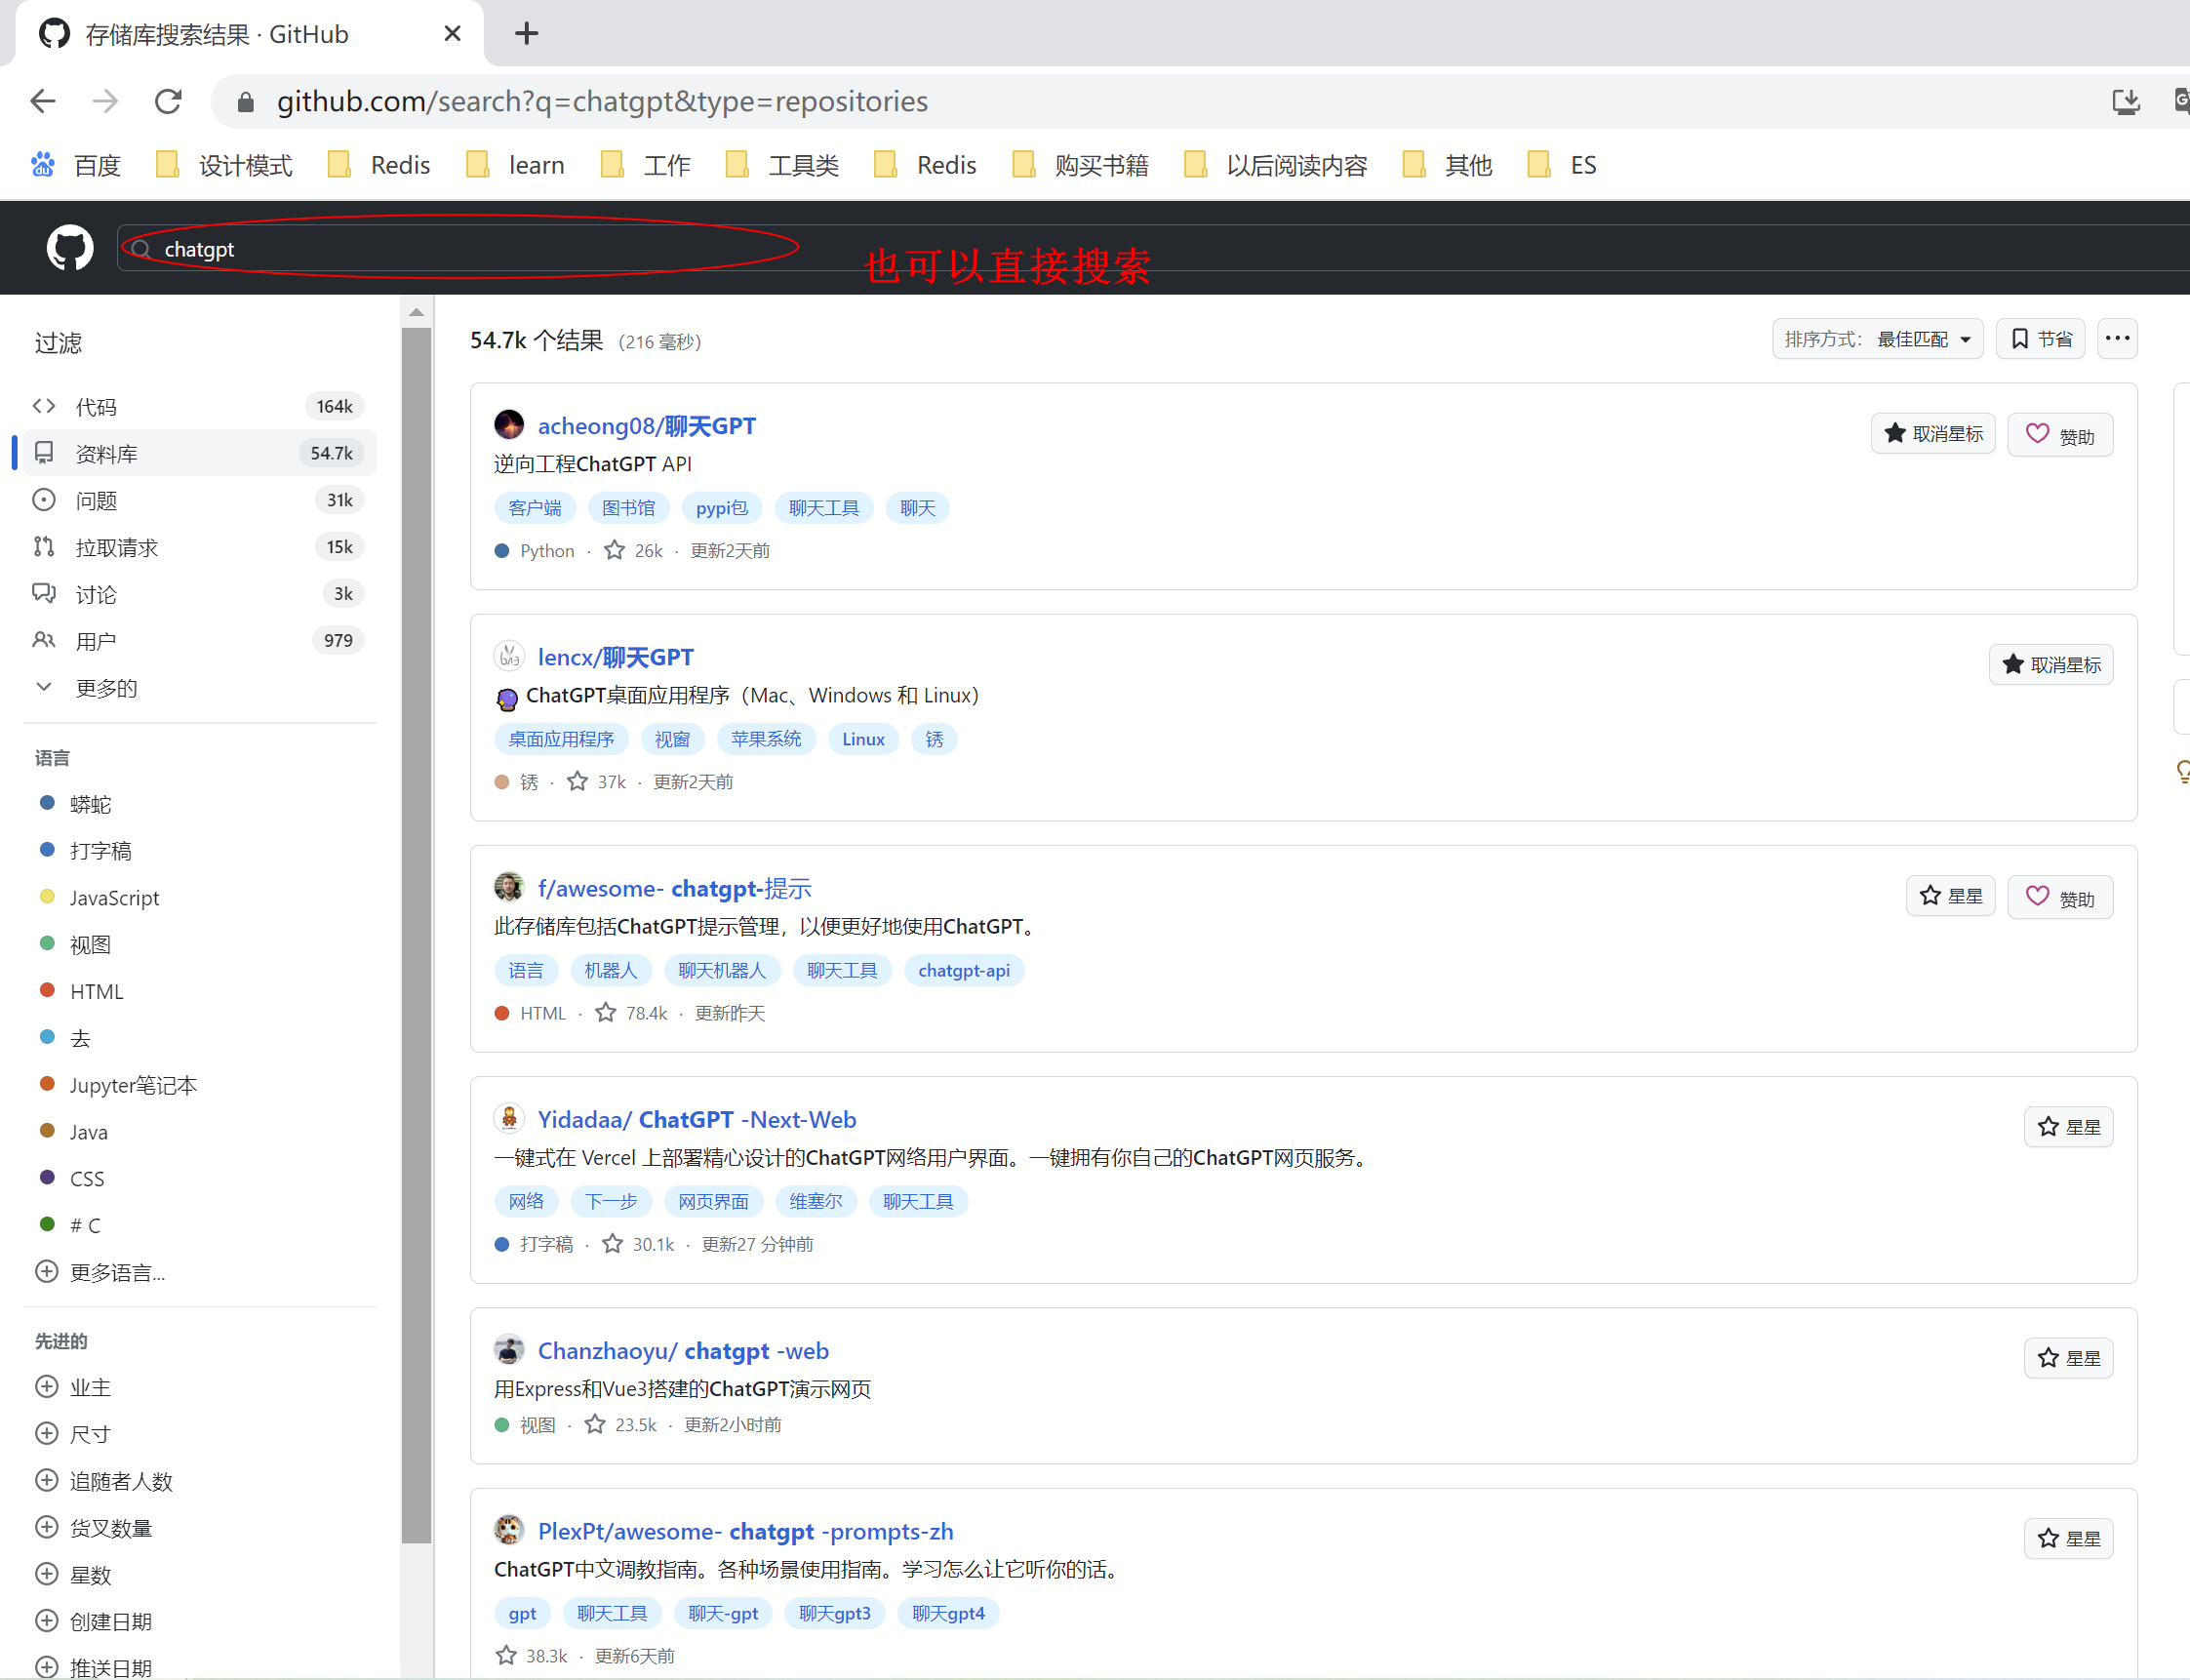 存储库搜索结果 · GitHub
github.com/search?q=chatgpt&type=repositories
百度 设计模式 Redis learn 工作 工具类 Redis 购买书籍 以后阅读内容 其他 ES
chatgpt
也可以直接搜索
过滤
代码 164k
资料库 54.7k
问题 31k
拉取请求 15k
讨论 3k
用户 979
更多的
语言
蟒蛇
打字稿
JavaScript
视图
HTML
去
Jupyter笔记本
Java
CSS
# C
更多语言...
先进的
业主
尺寸
追随者人数
货叉数量
星数
创建日期
推送日期
54.7k 个结果 (216 毫秒)
排序方式： 最佳匹配 节省 ...
acheong08/聊天GPT
取消星标 赞助
逆向工程ChatGPT API
客户端 图书馆 pypi包 聊天工具 聊天
Python · 26k · 更新2天前
lencx/聊天GPT
取消星标
ChatGPT桌面应用程序（Mac、Windows 和 Linux）
桌面应用程序 视窗 苹果系统 Linux 锈
锈 · 37k · 更新2天前
f/awesome- chatgpt-提示
星星 赞助
此存储库包括ChatGPT提示管理，以便更好地使用ChatGPT。
语言 机器人 聊天机器人 聊天工具 chatgpt-api
HTML · 78.4k · 更新昨天
Yidadaa/ ChatGPT -Next-Web
星星
一键式在 Vercel 上部署精心设计的ChatGPT网络用户界面。一键拥有你自己的ChatGPT网页服务。
网络 下一步 网页界面 维塞尔 聊天工具
打字稿 · 30.1k · 更新27 分钟前
Chanzhaoyu/ chatgpt -web
星星
用Express和Vue3搭建的ChatGPT演示网页
视图 · 23.5k · 更新2小时前
PlexPt/awesome- chatgpt -prompts-zh
星星
ChatGPT中文调教指南。各种场景使用指南。学习怎么让它听你的话。
gpt 聊天工具 聊天-gpt 聊天gpt3 聊天gpt4
38.3k · 更新6天前